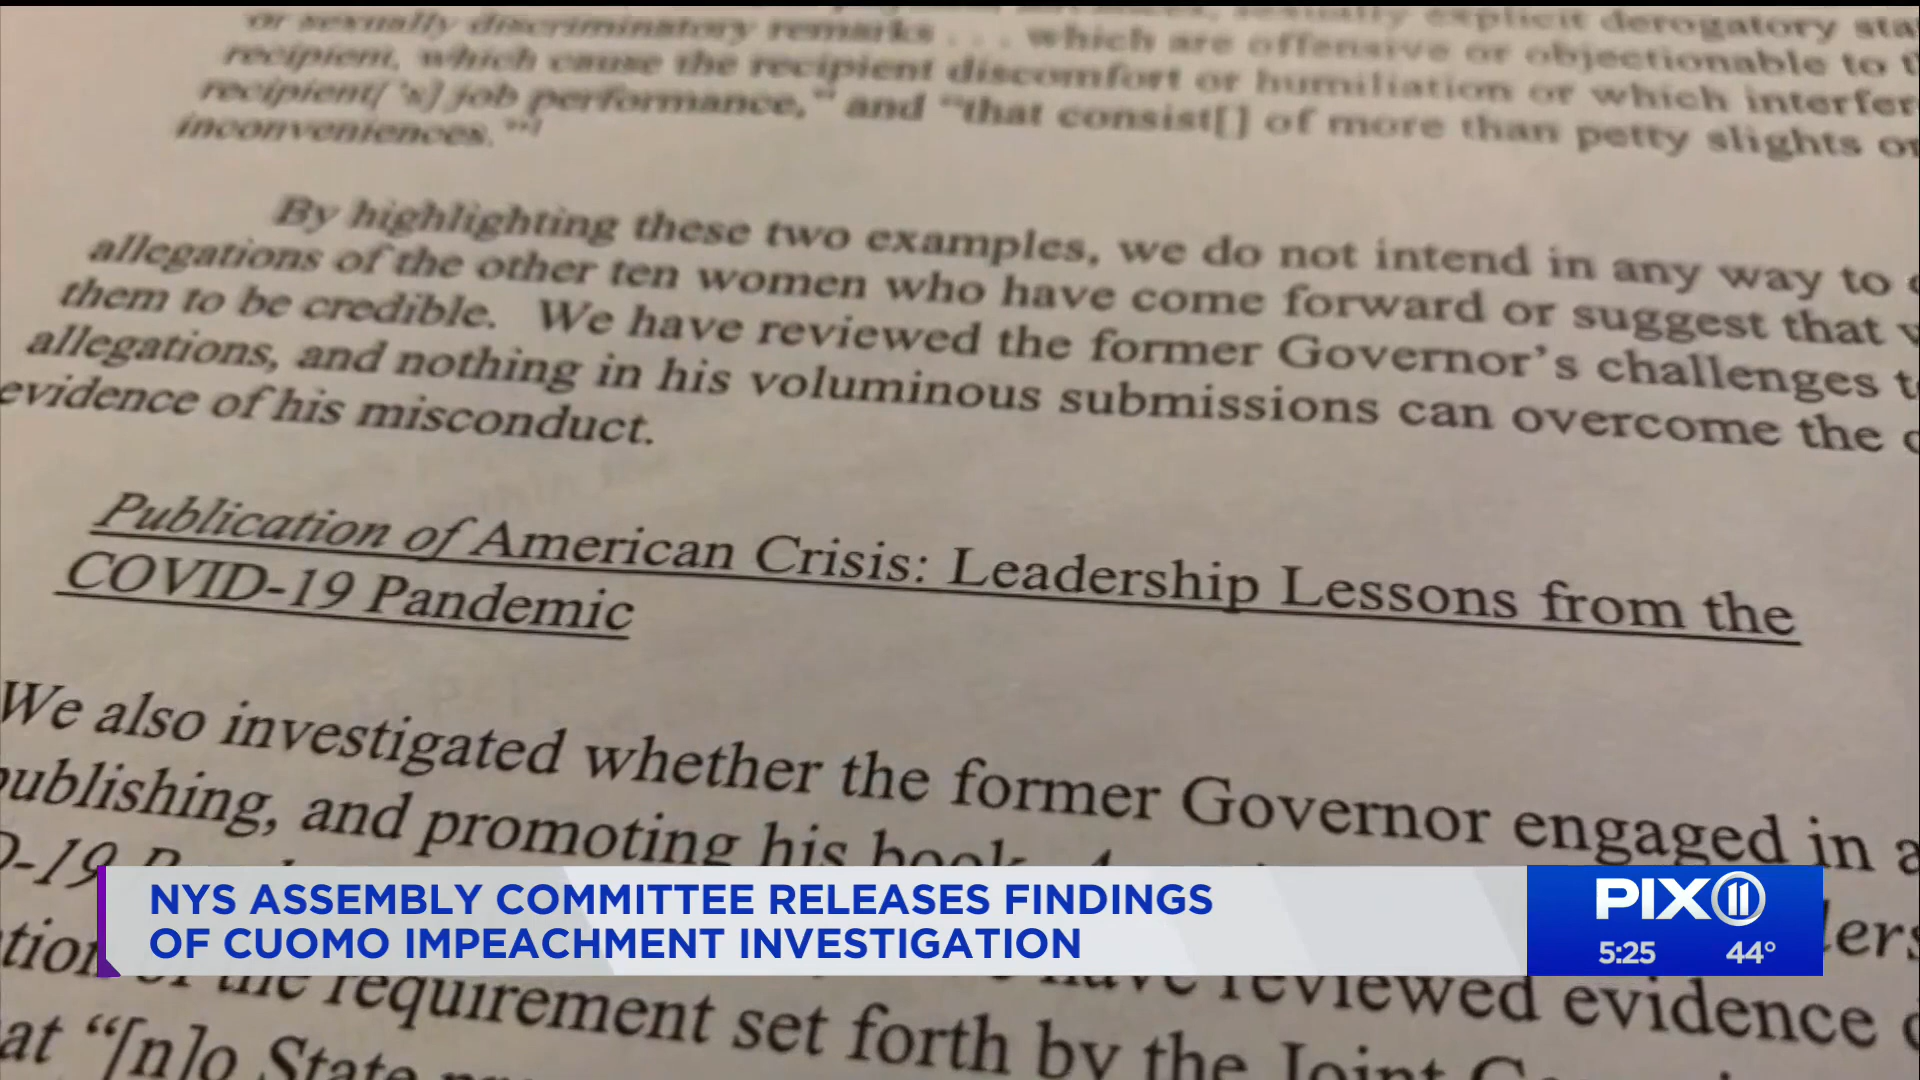 or sexually discriminatory remarks . . . which are offensive or objectionable to
recipient, which cause the recipient discomfort or humiliation or which
recipient['s] job performance," and "that consist[] of more than petty slights or
inconveniences."
By highlighting these two examples, we do not intend in any way to
allegations of the other ten women who have come forward or suggest that
them to be credible. We have reviewed the former Governor's challenges
allegations, and nothing in his voluminous submissions can overcome the
evidence of his misconduct.
Publication of American Crisis: Leadership Lessons from the
COVID-19 Pandemic
We also investigated whether the former Governor engaged in
publishing, and promoting his book,
NYS ASSEMBLY COMMITTEE RELEASES FINDINGS
OF CUOMO IMPEACHMENT INVESTIGATION
PIX 11
5:25 44°
the requirement set forth by the Joint
have reviewed evidence
at "[n]o State